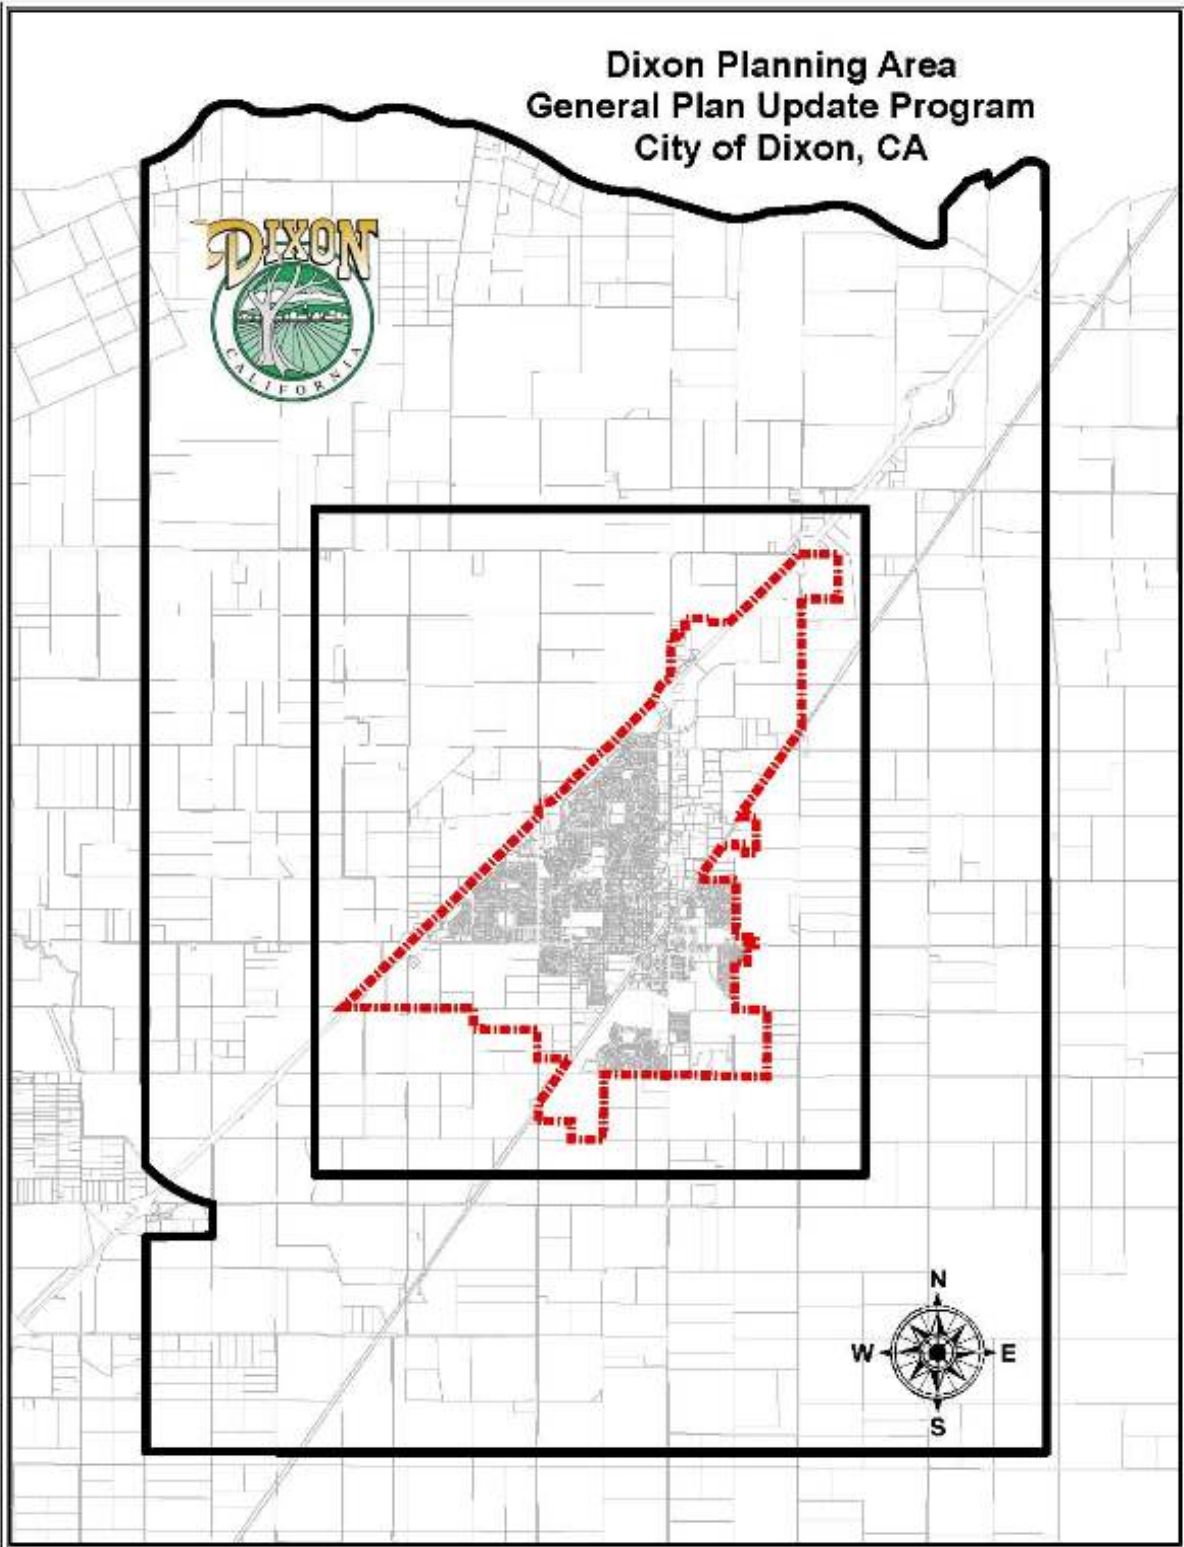 Dixon Planning Area
General Plan Update Program
City of Dixon, CA
DIXON
CALIFORNIA
N
W E
S